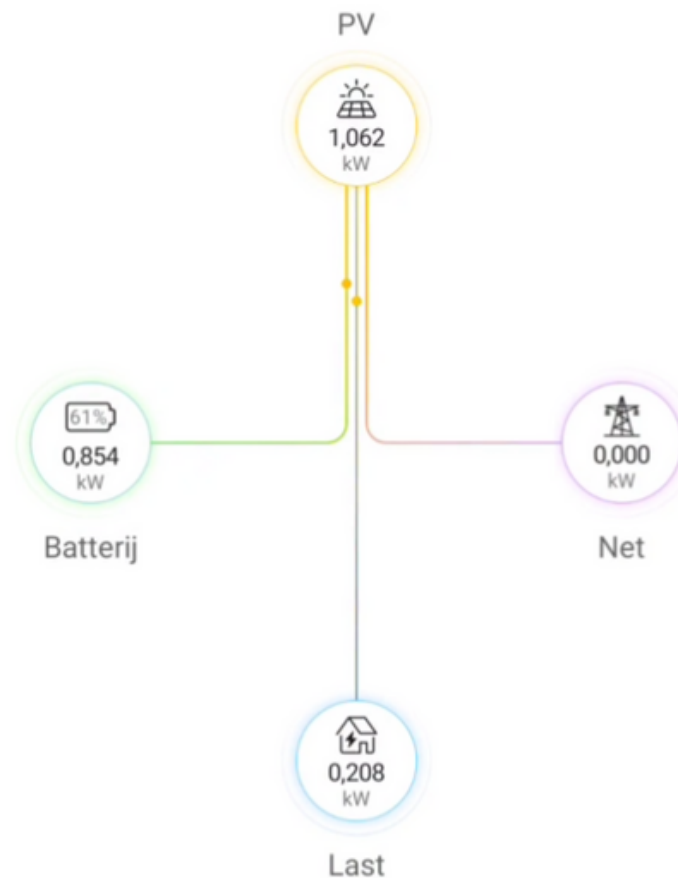 PV
1,062
kW
61%
0,854
kW
Batterij
0,000
kW
Net
0,208
kW
Last